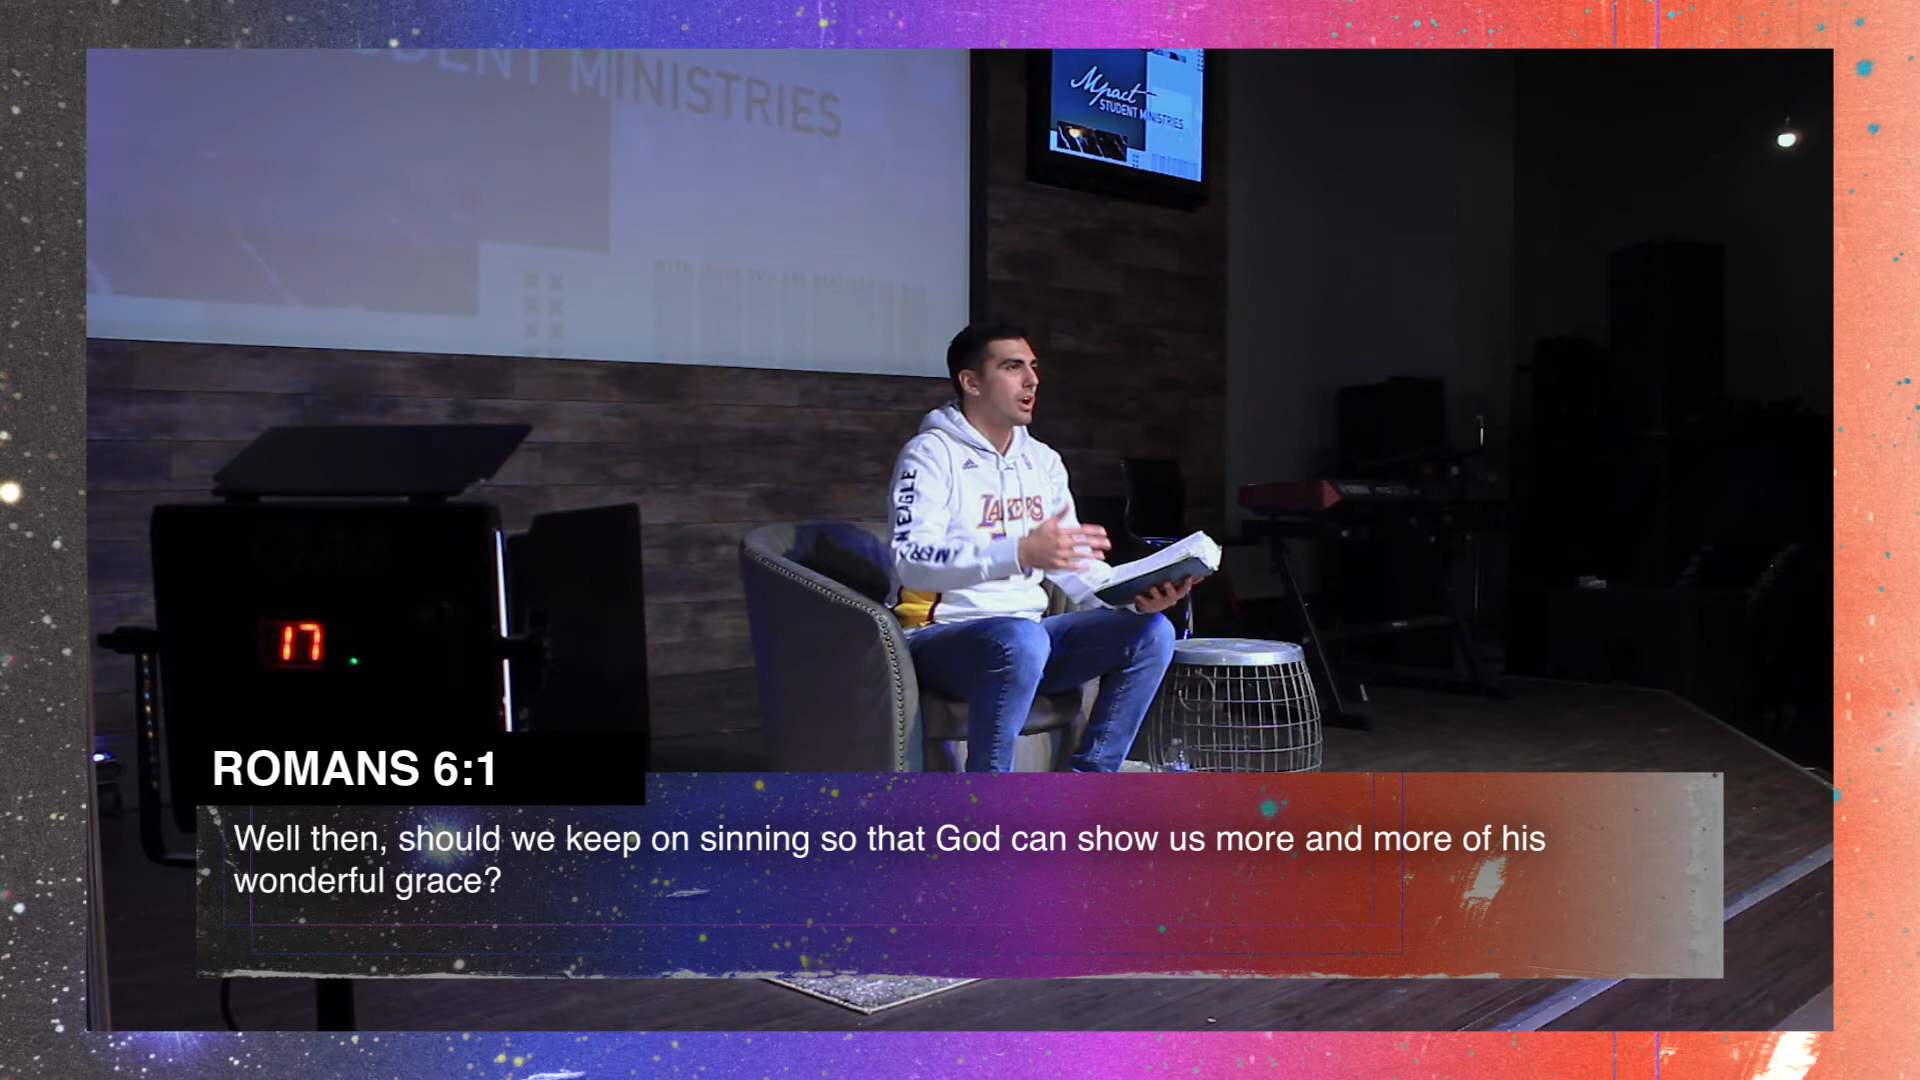 STUDENT MINISTRIES
Mpact
STUDENT MINISTRIES
LAKERS
17
ROMANS 6:1
Well then, should we keep on sinning so that God can show us more and more of his
wonderful grace?